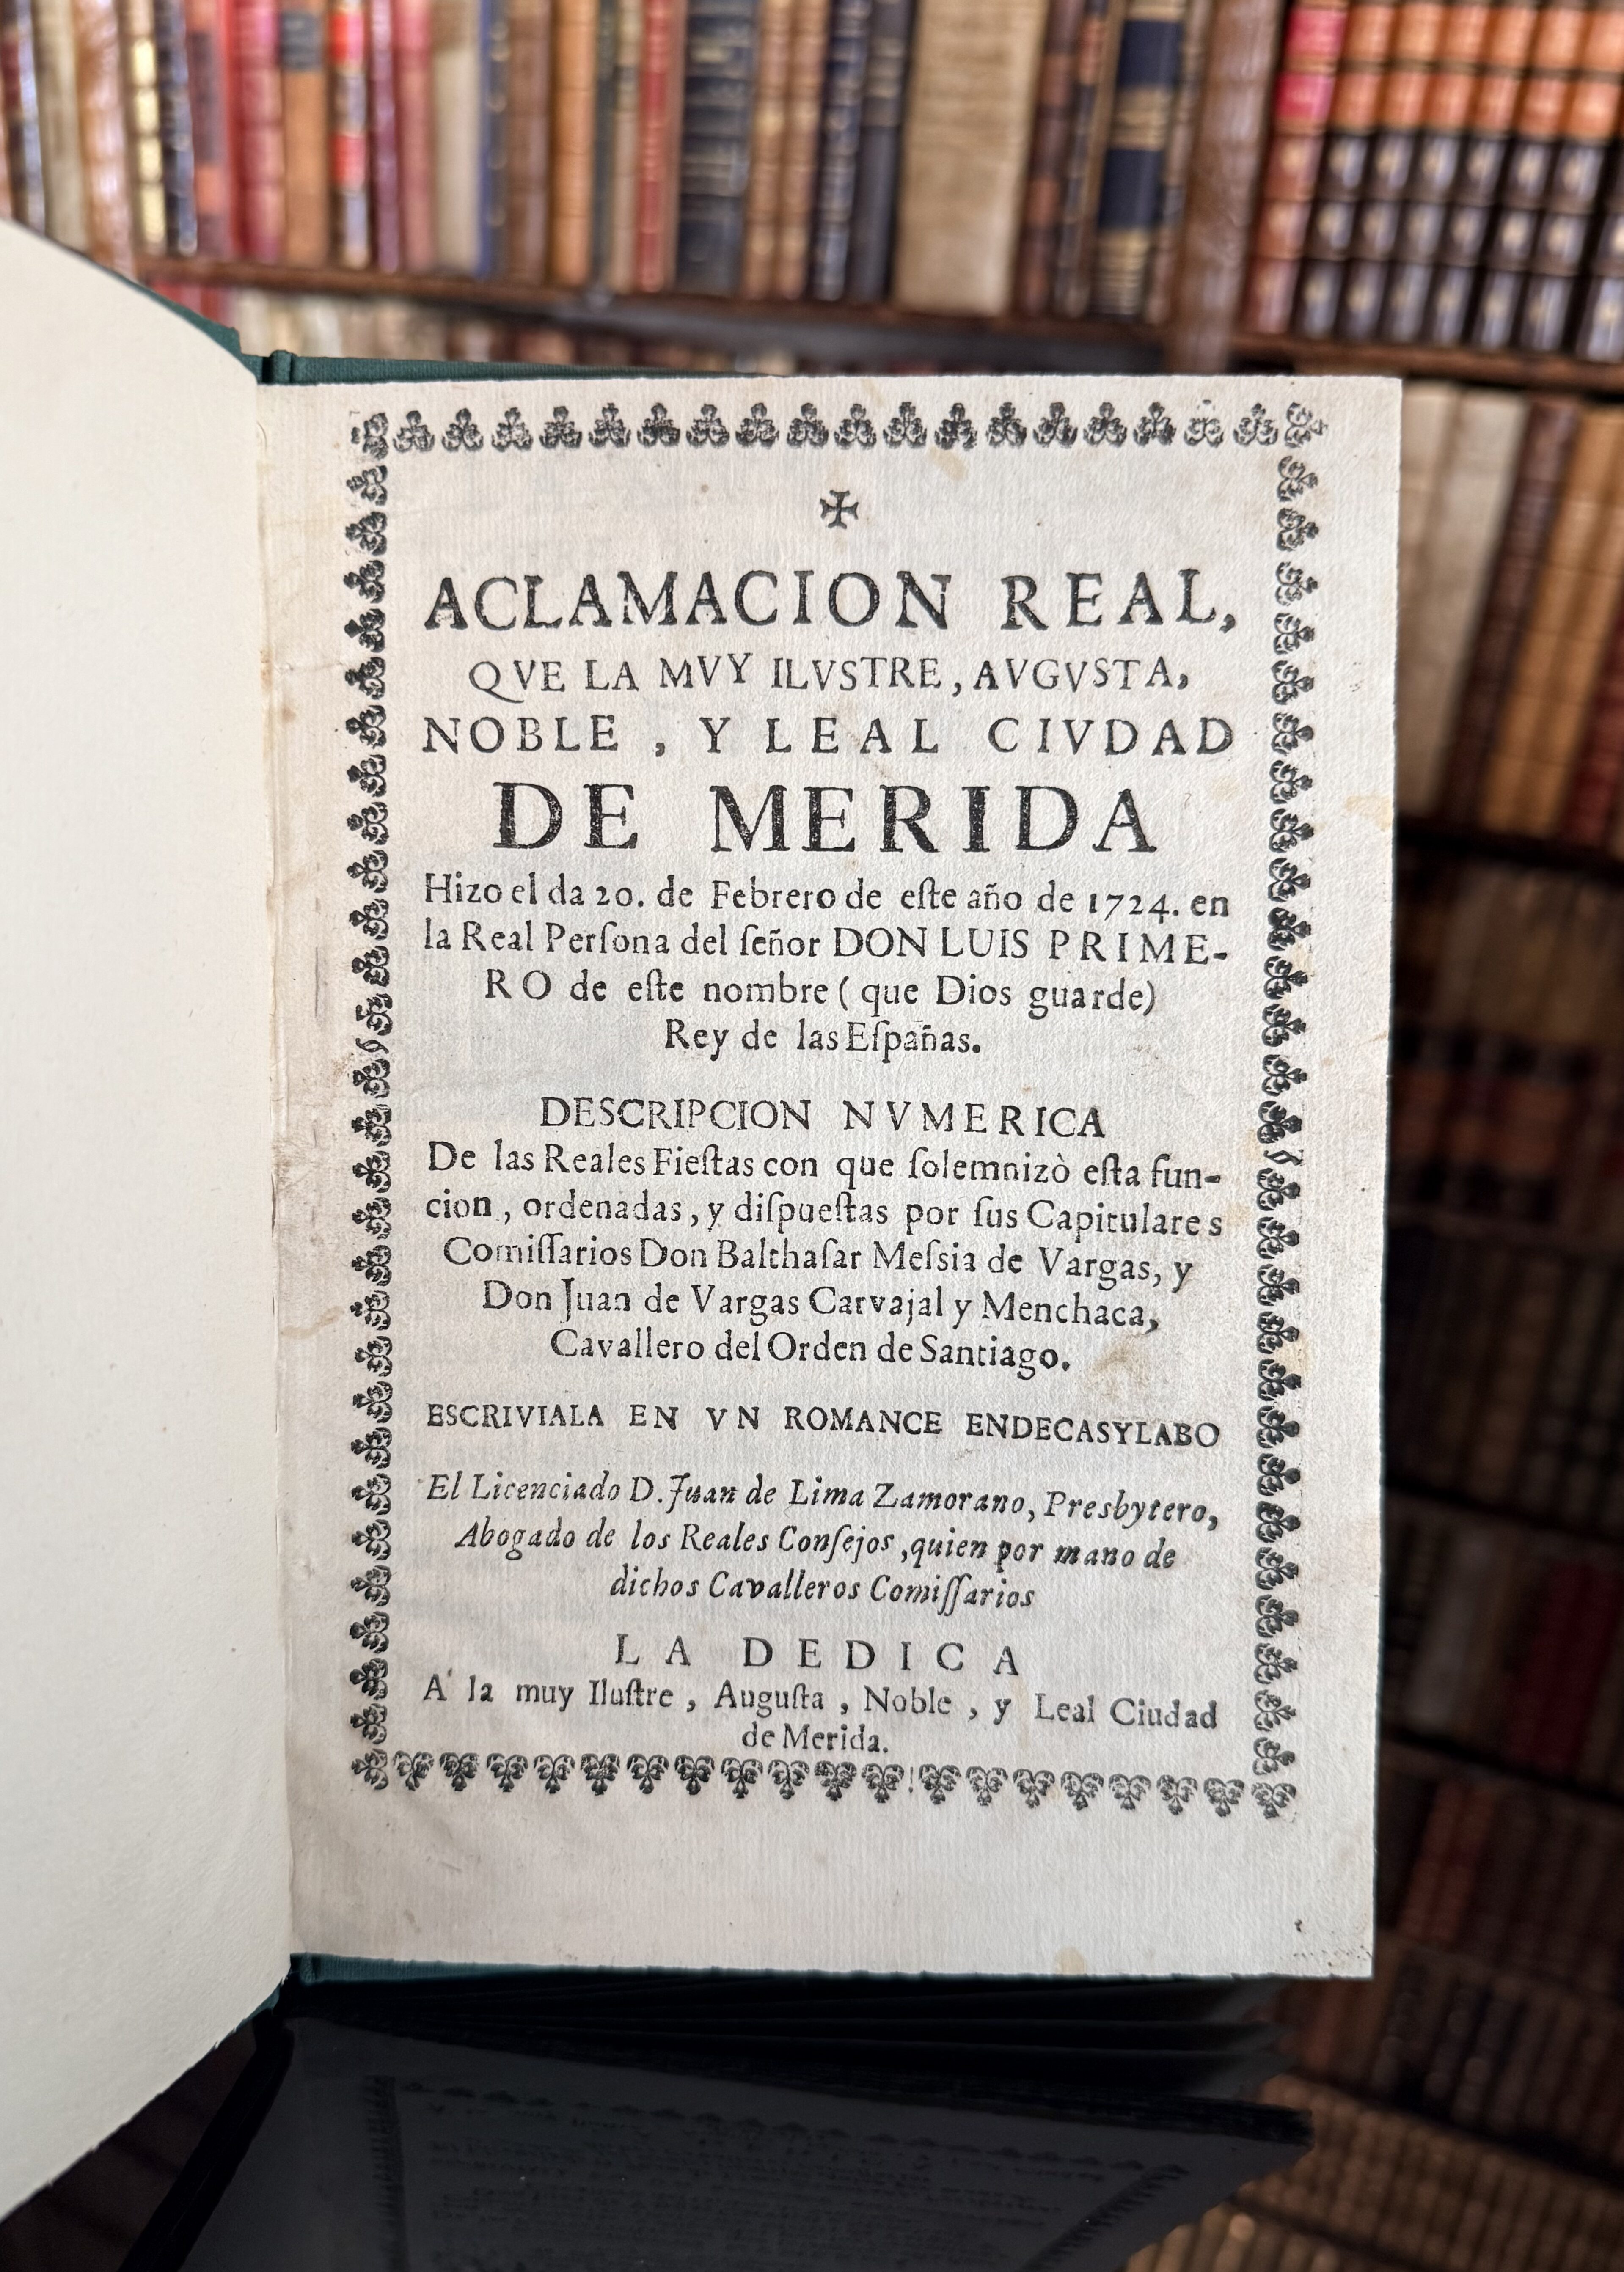 ✠
ACLAMACION REAL,
QVE LA MVY ILVSTRE, AVGVSTA,
NOBLE, Y LEAL CIVDAD
DE MERIDA
Hizo el da 20. de Febrero de eſte año de 1724. en
la Real Perſona del ſeñor DON LUIS PRIME-
RO de eſte nombre (que Dios guarde)
Rey de las Eſpañas.
DESCRIPCION NVMERICA
De las Reales Fieſtas con que ſolemnizò eſta fun-
cion, ordenadas, y diſpueſtas por ſus Capitulares
Comiſſarios Don Balthaſar Meſsia de Vargas, y
Don Juan de Vargas Carvajal y Menchaca,
Cavallero del Orden de Santiago.
ESCRIVIALA EN VN ROMANCE ENDECASYLABO
El Licenciado D. Juan de Lima Zamorano, Presbytero,
Abogado de los Reales Conſejos, quien por mano de
dichos Cavalleros Comiſſarios
LA DEDICA
A' la muy Iluſtre, Auguſta, Noble, y Leal Ciudad
de Merida.